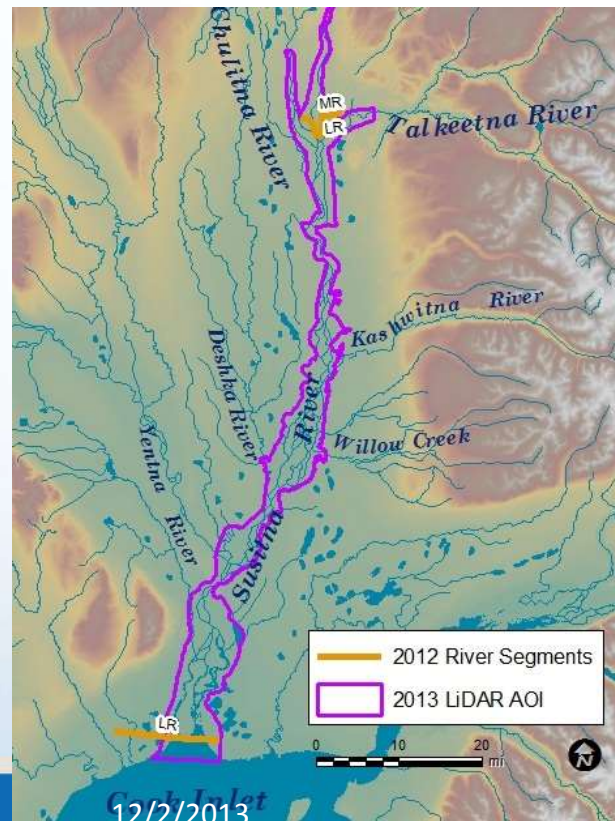 Chulitna River
MR
LR
Talkeetna River
Kashwitna River
Deshka River
River
Willow Creek
Yentna River
Susitna
2012 River Segments
2013 LiDAR AOI
LR
0 10 20
mi
N
Cook Inlet
12/2/2013